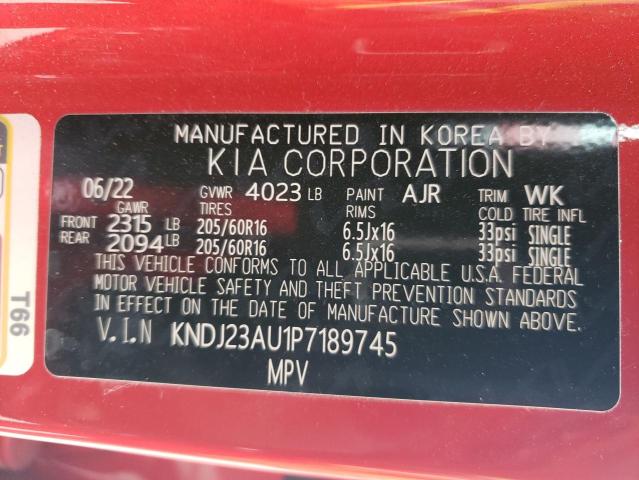 MANUFACTURED IN KOREA BY
KIA CORPORATION
06/22 GVWR 4023 LB PAINT AJR TRIM WK
GAWR TIRES RIMS COLD TIRE INFL
FRONT 2315 LB 205/60R16 6.5Jx16 33psi SINGLE
REAR 2094 LB 205/60R16 6.5Jx16 33psi SINGLE
THIS VEHICLE CONFORMS TO ALL APPLICABLE U.S.A. FEDERAL
MOTOR VEHICLE SAFETY AND THEFT PREVENTION STANDARDS
IN EFFECT ON THE DATE OF MANUFACTURE SHOWN ABOVE.
V.I.N KNDJ23AU1P7189745
MPV
T66